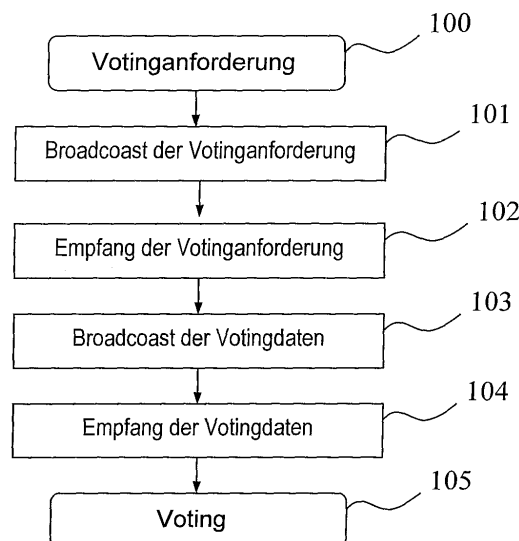 100
Votinganforderung
101
Broadcoast der Votinganforderung
102
Empfang der Votinganforderung
103
Broadcoast der Votingdaten
104
Empfang der Votingdaten
105
Voting